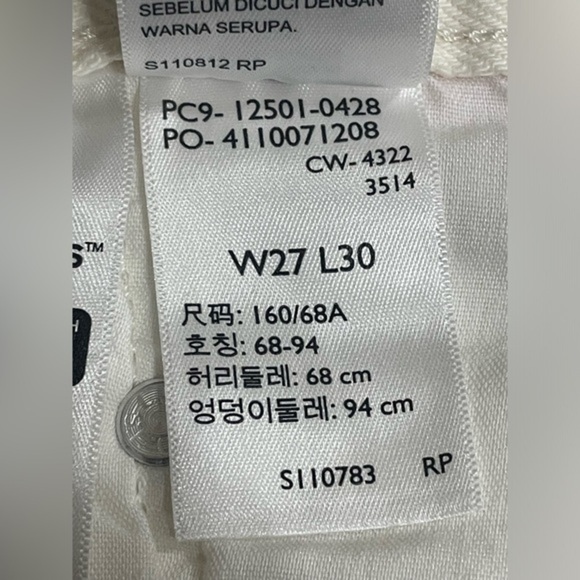 SEBELUM DICUCI DENGAN
WARNA SERUPA.
S110812 RP
PC9- 12501-0428
PO- 4110071208
CW- 4322
3514
W27 L30
尺码: 160/68A
호칭: 68-94
허리둘레: 68 cm
엉덩이둘레: 94 cm
S110783 RP
S™
H